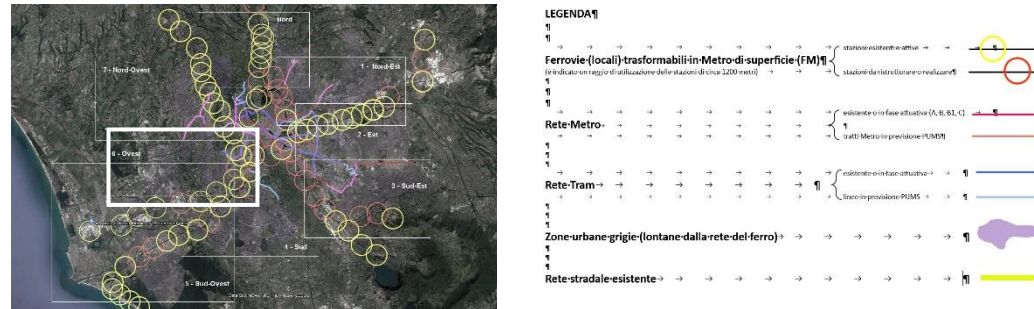 Nord
7 - Nord-Ovest
1 - Nord-Est
2 - Est
6 - Ovest
3 - Sud-Est
4 - Sud
5 - Sud-Ovest
LEGENDA¶
stazioni esistenti e attive
Ferrovie (locali) trasformabili in Metro di superficie (FM)¶
(è indicato un raggio di utilizzazione delle stazioni di circa 1200 metri)
stazioni da ristrutturare o realizzare¶
esistente o in fase attuativa (A, B, B1, C)
Rete Metro
tratti Metro in previsione PUMS¶
esistente o in fase attuativa
Rete Tram
linee in previsione PUMS
Zone urbane grigie (lontane dalla rete del ferro)
Rete stradale esistente